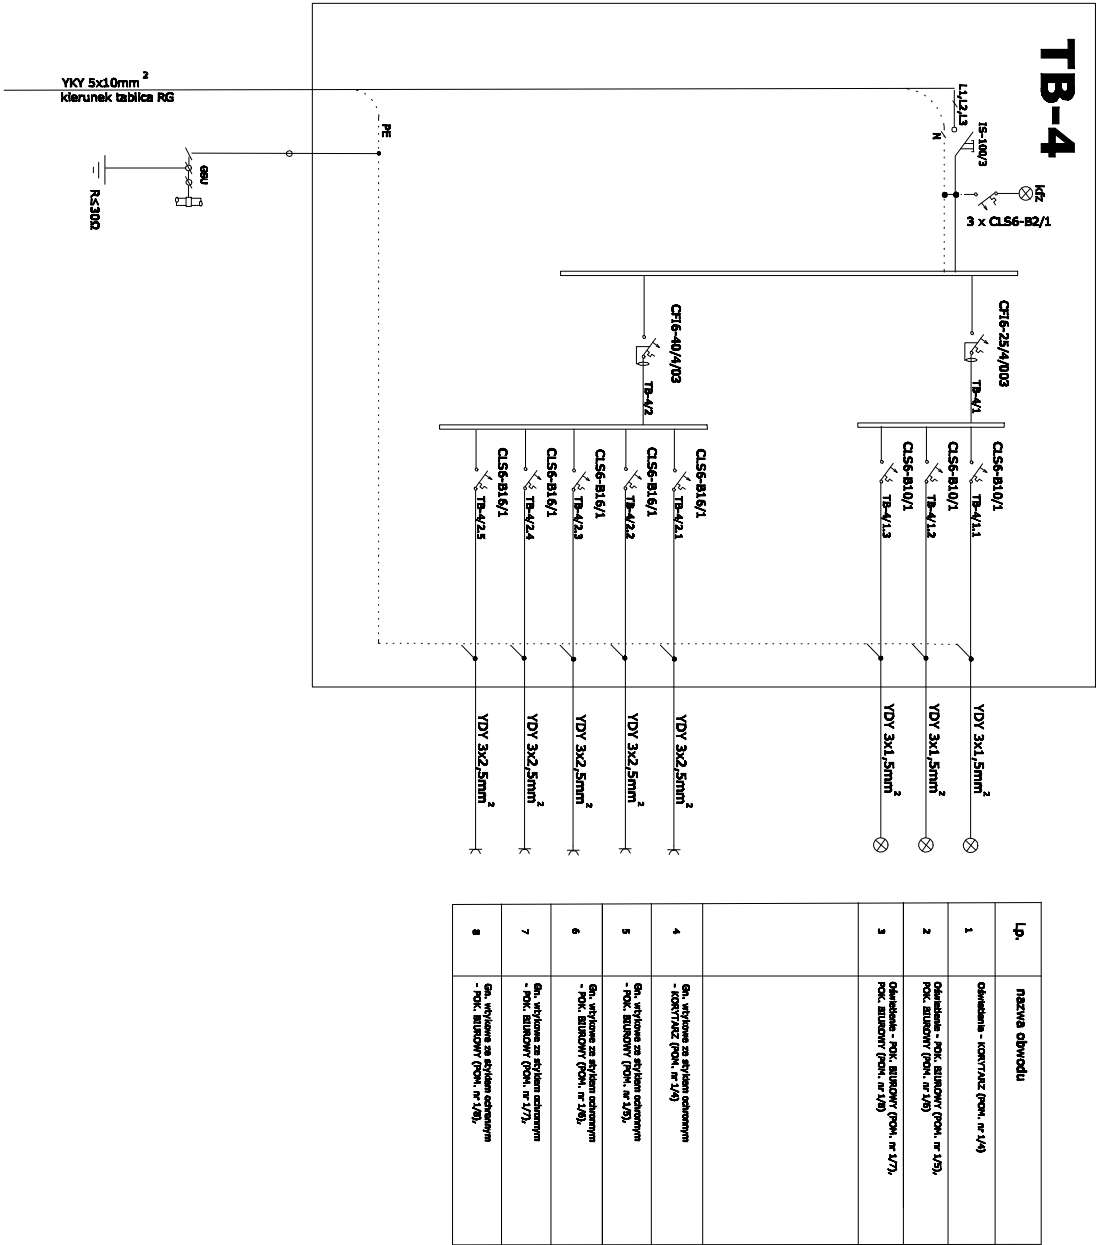 TB-4
YKY 5x10mm 2
kierunek tablica RG
L1,L2,L3
N
IS-100/3
kfz
3 x CLS6-B2/1
PE
GSU
R≤30Ω
CFI6-25/4/003
TB-4/1
CFI6-40/4/03
TB-4/2
CLS6-B10/1
TB-4/1.1
CLS6-B10/1
TB-4/1.2
CLS6-B10/1
TB-4/1.3
CLS6-B16/1
TB-4/2.1
CLS6-B16/1
TB-4/2.2
CLS6-B16/1
TB-4/2.3
CLS6-B16/1
TB-4/2.4
CLS6-B16/1
TB-4/2.5
YDY 3x1,5mm 2
YDY 3x1,5mm 2
YDY 3x1,5mm 2
YDY 3x2,5mm 2
YDY 3x2,5mm 2
YDY 3x2,5mm 2
YDY 3x2,5mm 2
YDY 3x2,5mm 2
Lp. nazwa obwodu
1 Oświetlenie - KORYTARZ (POM. nr 1/4)
2 Oświetlenie - POK. BIUROWY (POM. nr 1/5),
POK. BIUROWY (POM. nr 1/6)
3 Oświetlenie - POK. BIUROWY (POM. nr 1/7),
POK. BIUROWY (POM. nr 1/8)
4 Gn. wtykowe ze stykiem ochronnym
- KORYTARZ (POM. nr 1/4)
5 Gn. wtykowe ze stykiem ochronnym
- POK. BIUROWY (POM. nr 1/5),
6 Gn. wtykowe ze stykiem ochronnym
- POK. BIUROWY (POM. nr 1/6),
7 Gn. wtykowe ze stykiem ochronnym
- POK. BIUROWY (POM. nr 1/7),
8 Gn. wtykowe ze stykiem ochronnym
- POK. BIUROWY (POM. nr 1/8),